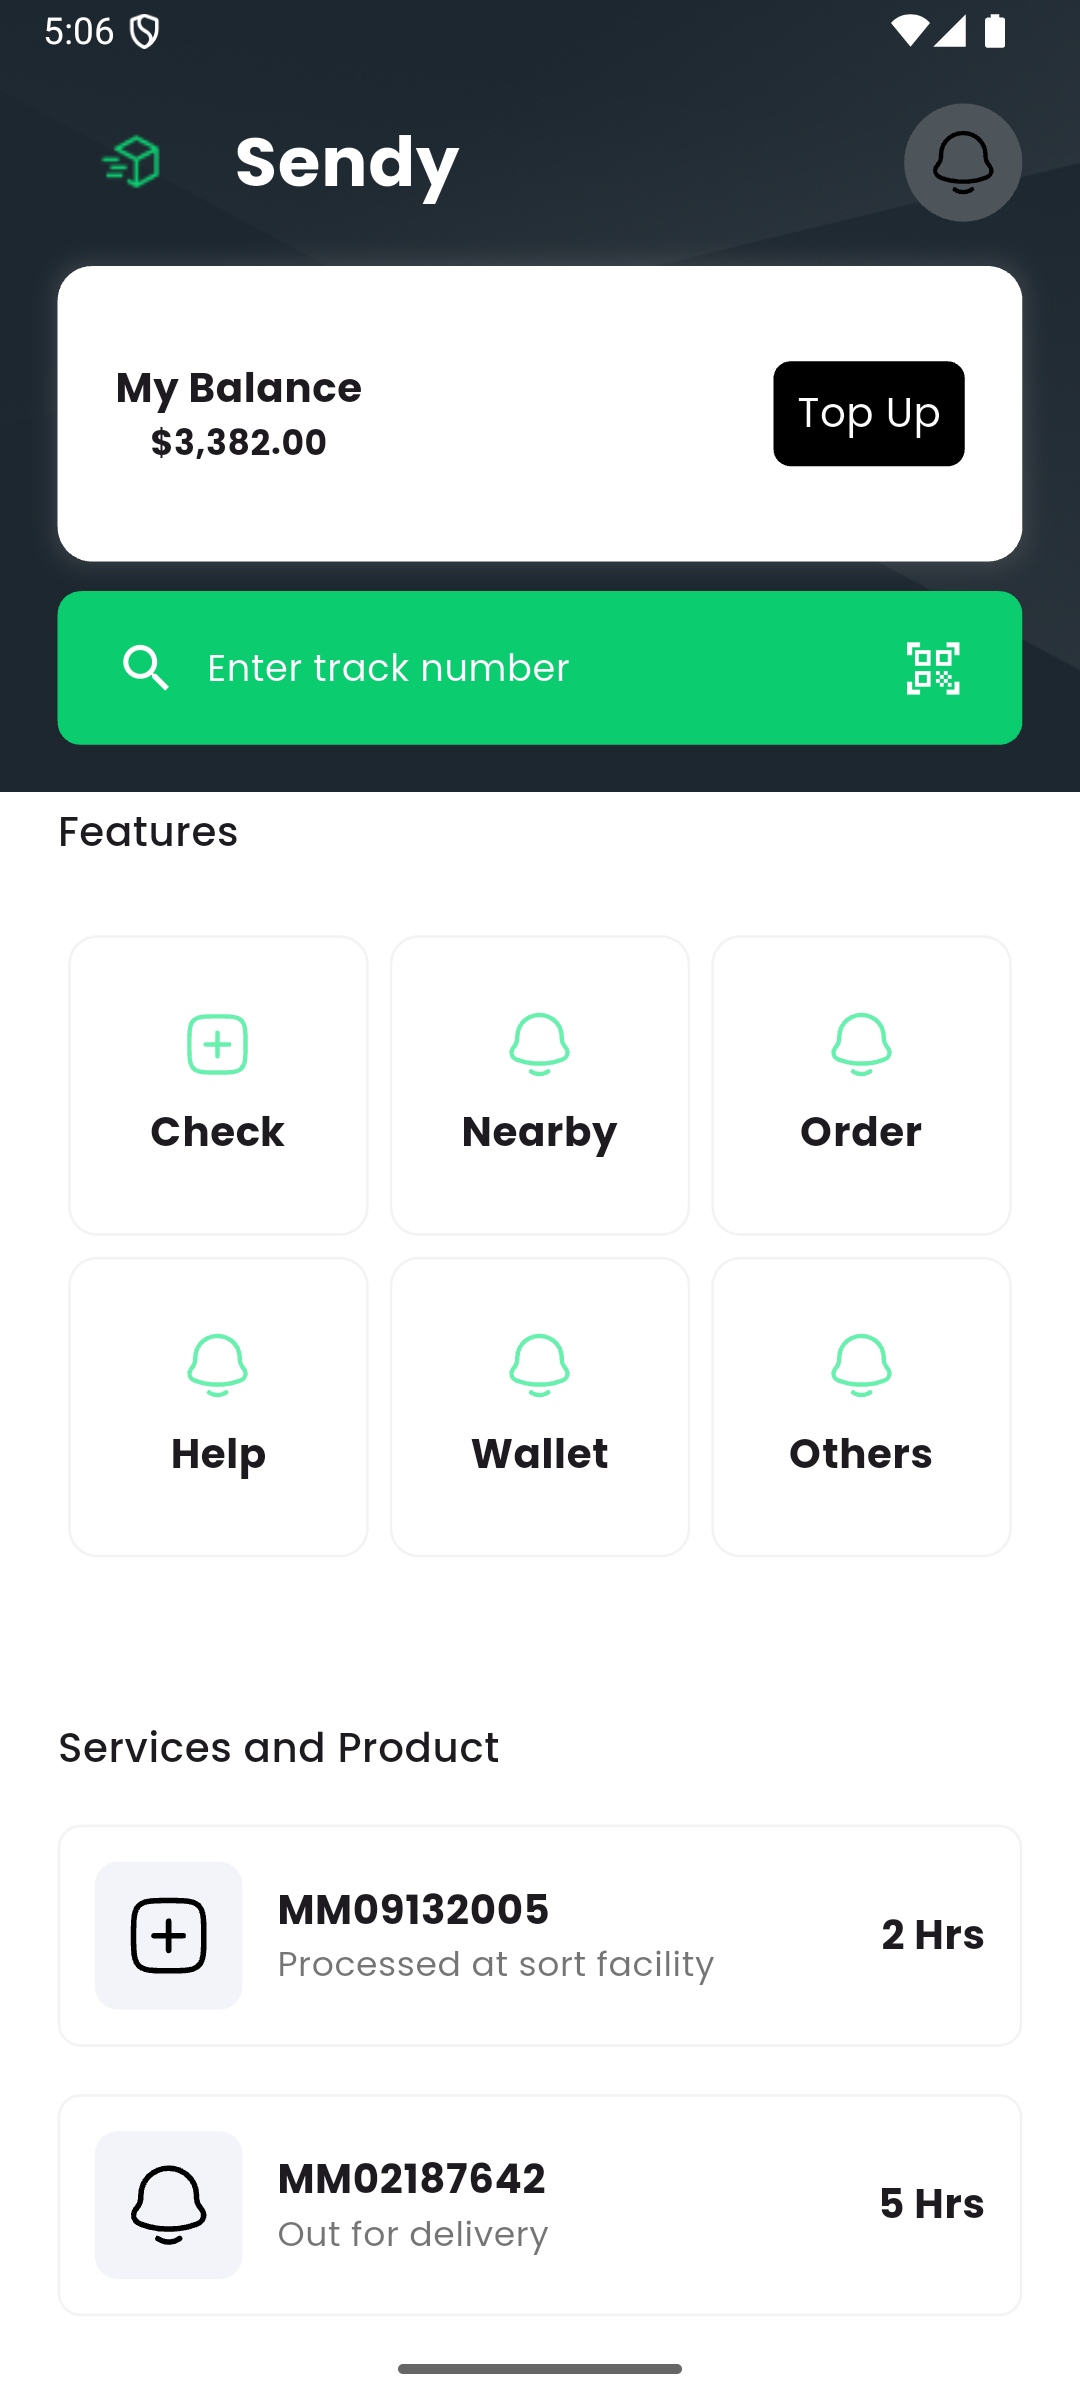 5:06
Sendy
My Balance
$3,382.00
Top Up
Enter track number
Features
Check
Nearby
Order
Help
Wallet
Others
Services and Product
MM09132005
Processed at sort facility
2 Hrs
MM02187642
Out for delivery
5 Hrs